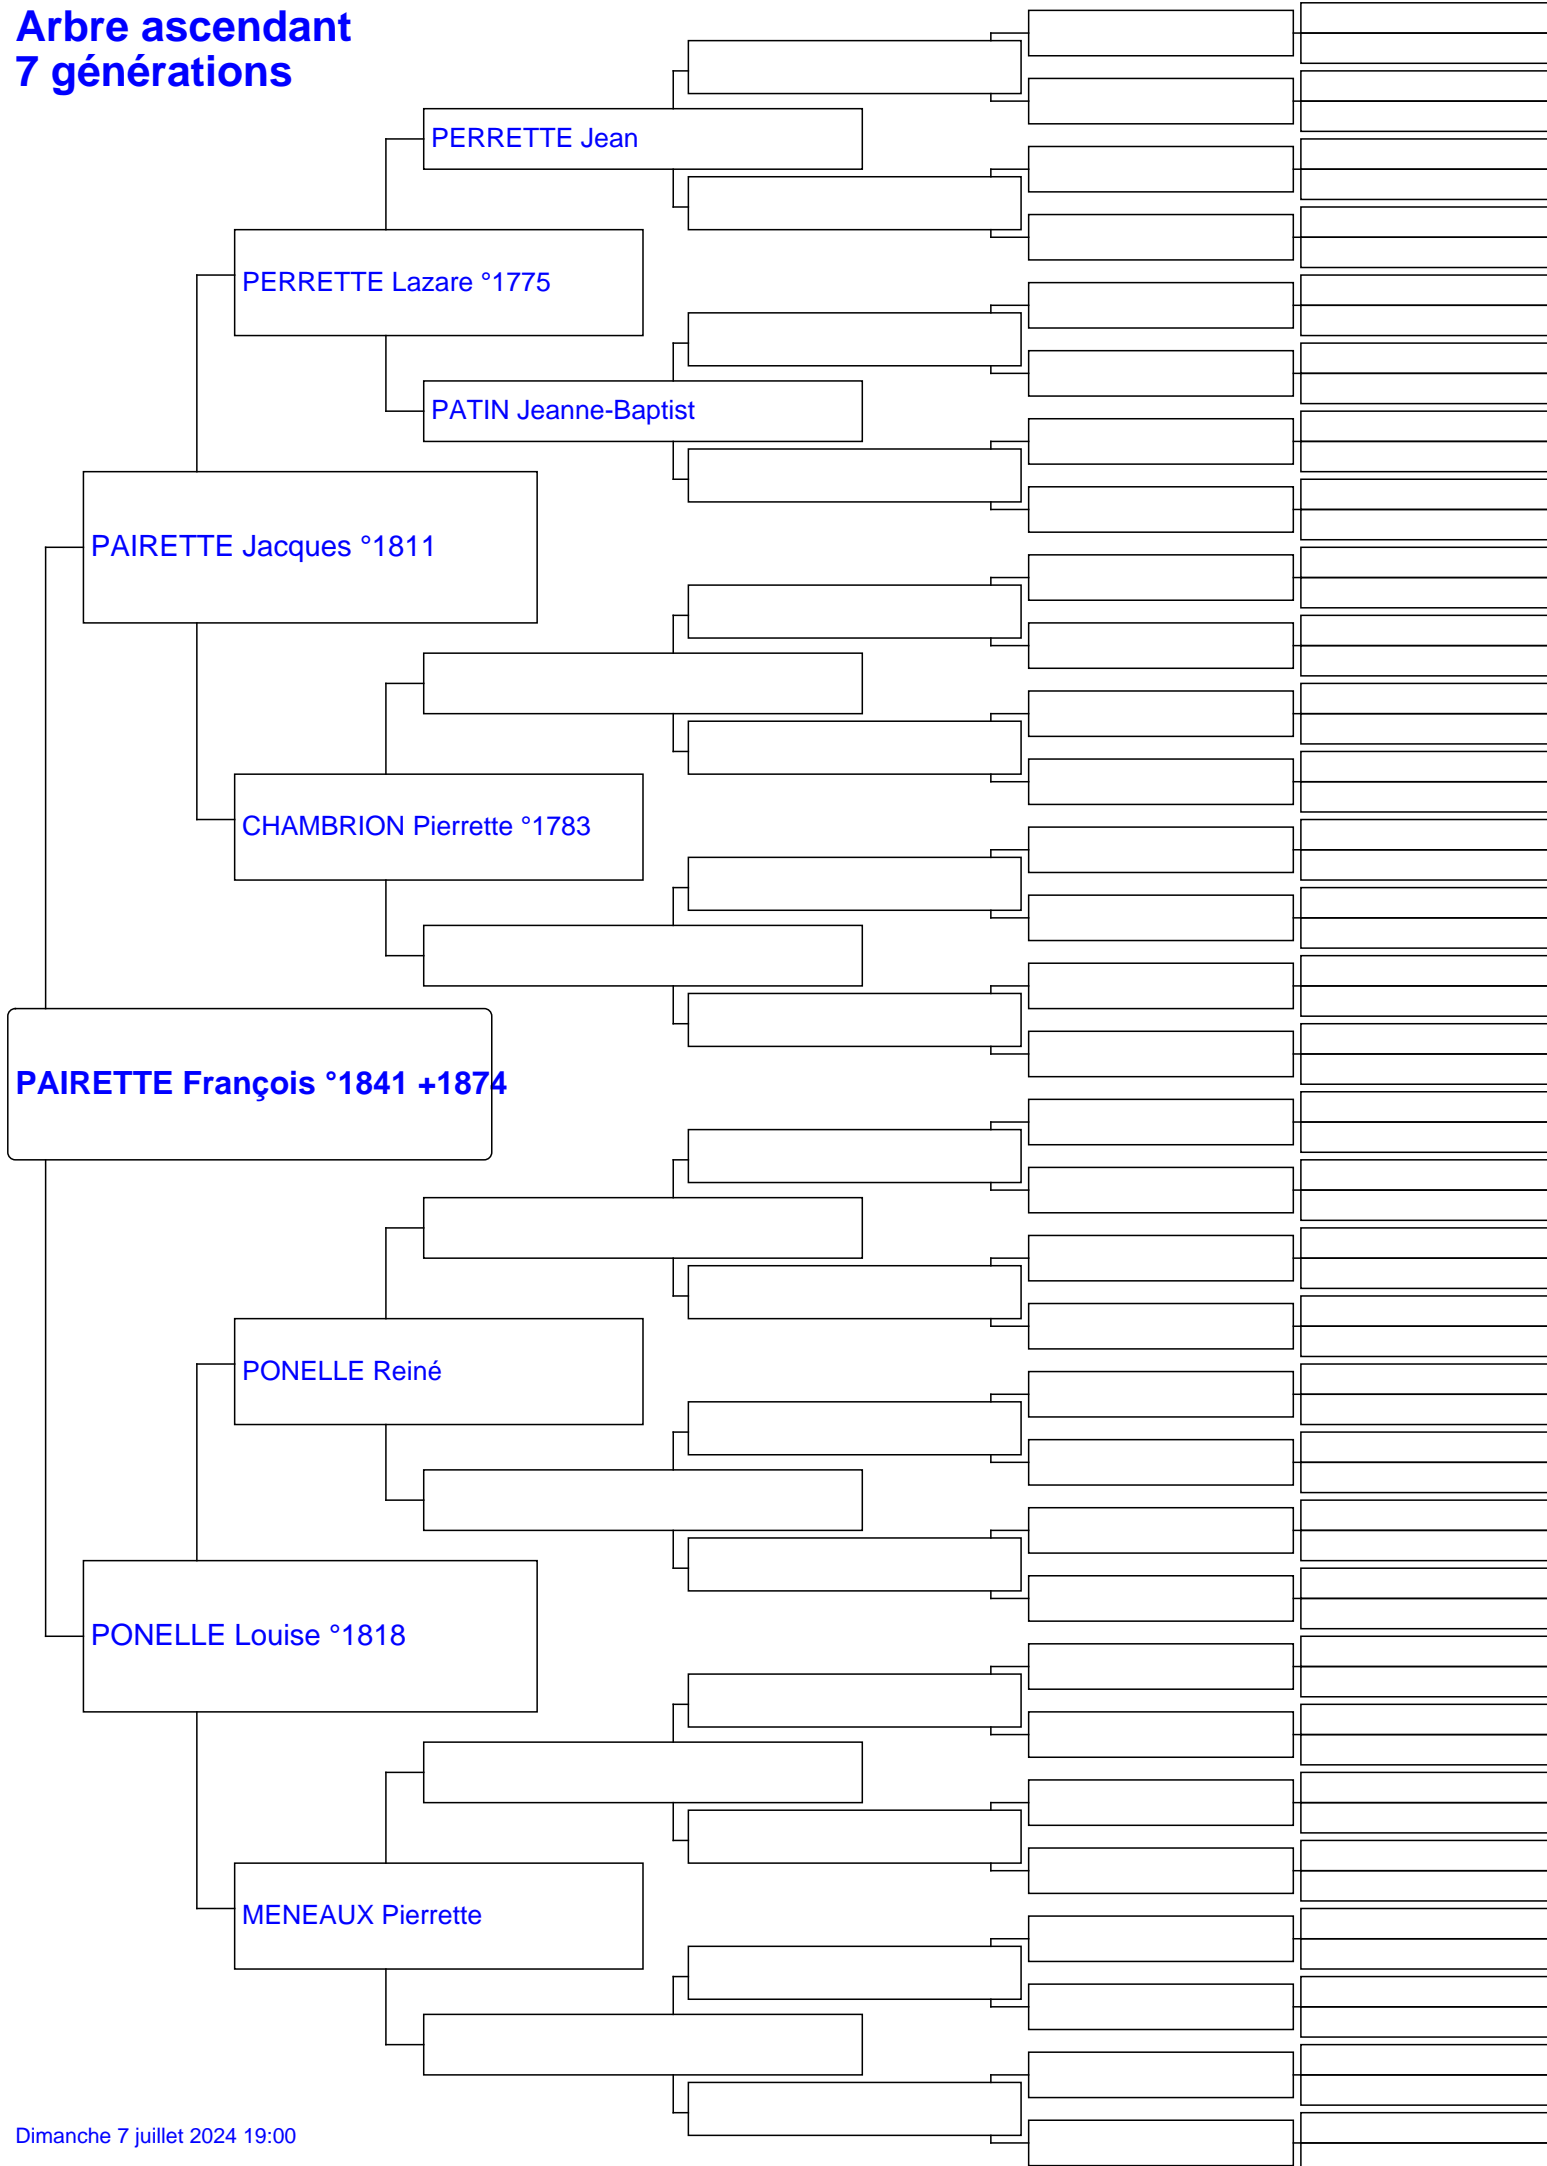 Arbre ascendant
7 générations
PERRETTE Jean
PERRETTE Lazare °1775
PATIN Jeanne-Baptist
PAIRETTE Jacques °1811
CHAMBRION Pierrette °1783
PAIRETTE François °1841 +1874
PONELLE Reiné
PONELLE Louise °1818
MENEAUX Pierrette
Dimanche 7 juillet 2024 19:00